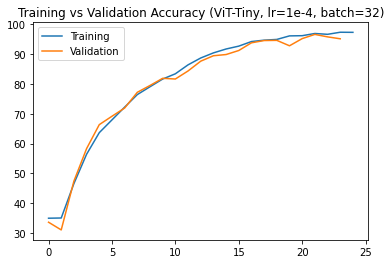 Training vs Validation Accuracy (ViT-Tiny, lr=1e-4, batch=32)
Training
Validation
100
90
80
70
60
50
40
30
0 5 10 15 20 25